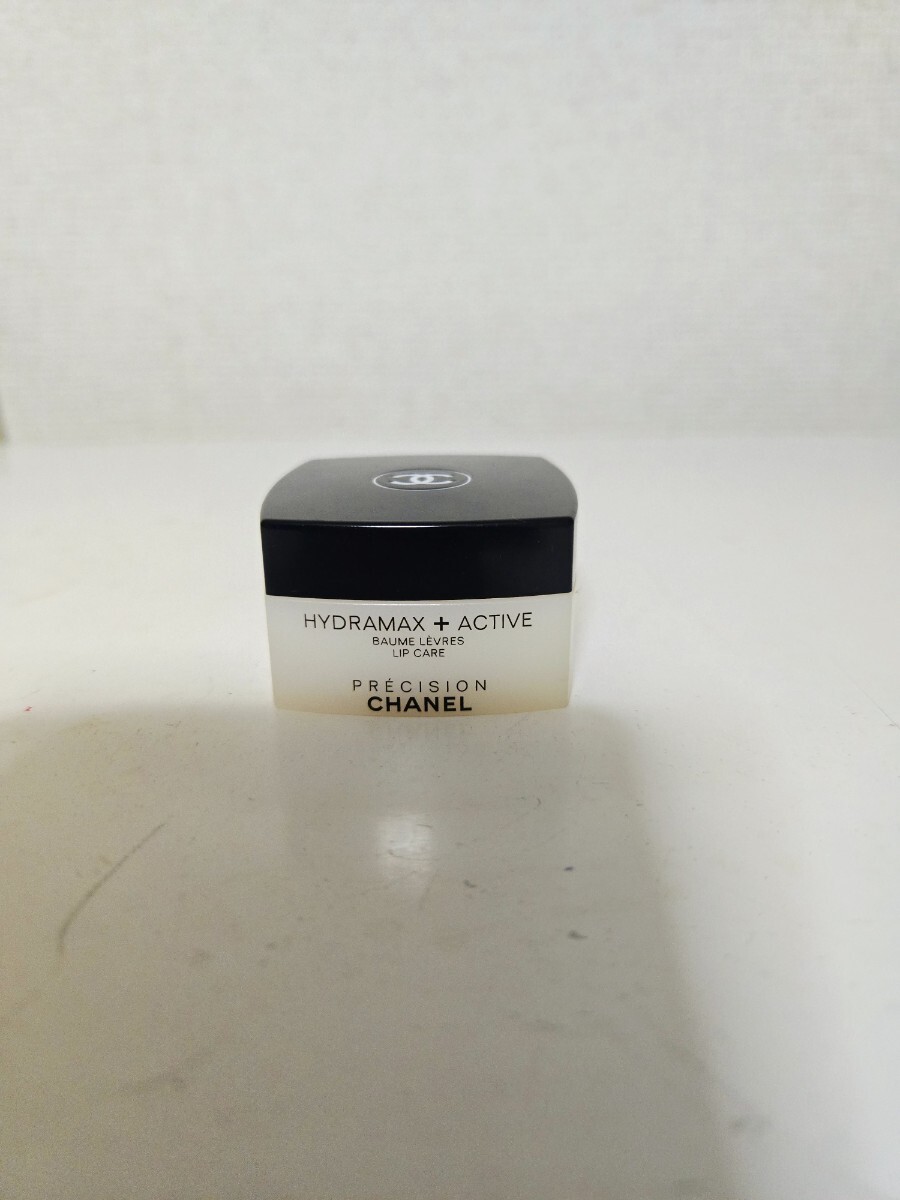 HYDRAMAX + ACTIVE
BAUME LÈVRES
LIP CARE
PRÉCISION
CHANEL